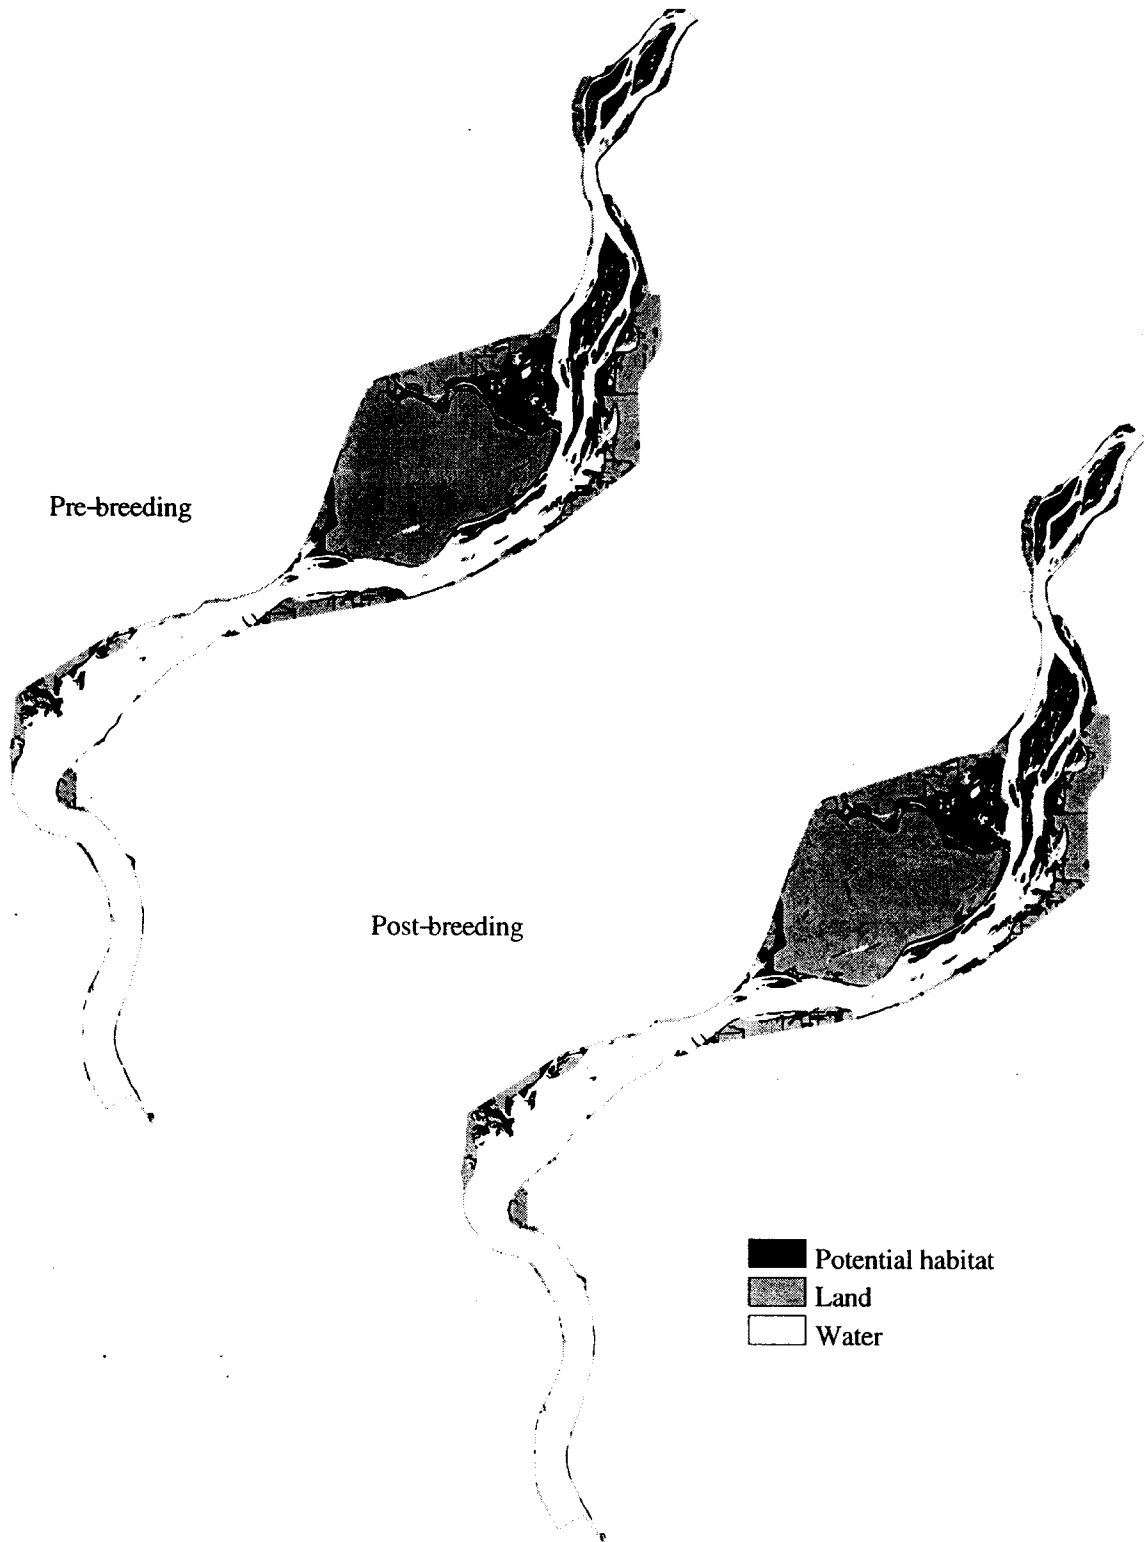 Pre-breeding
Post-breeding
Potential habitat
Land
Water